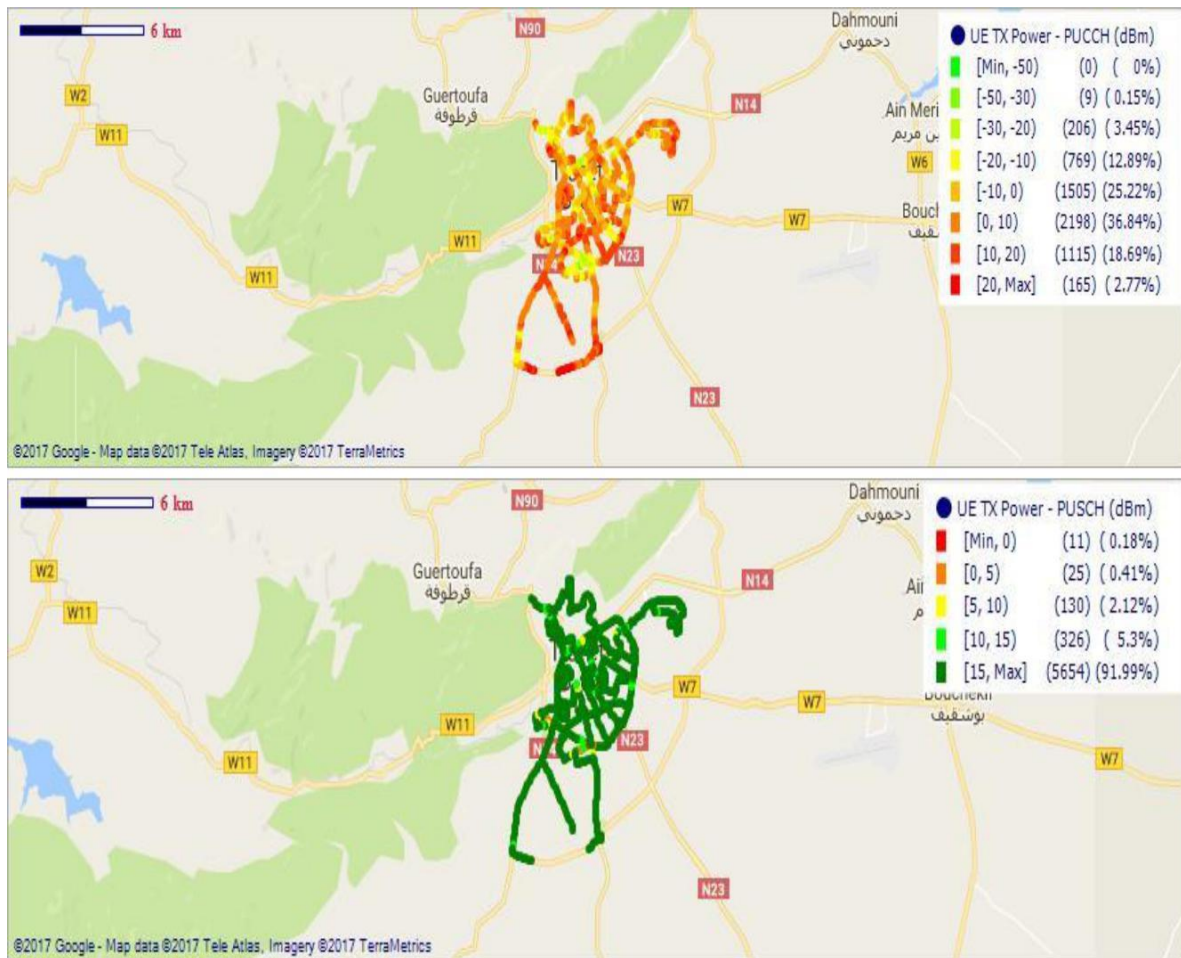 6 km
N90
Dahmouni
دحموني
UE TX Power - PUCCH (dBm)
[Min, -50) (0) ( 0%)
[-50, -30) (9) ( 0.15%)
[-30, -20) (206) ( 3.45%)
[-20, -10) (769) (12.89%)
[-10, 0) (1505) (25.22%)
[0, 10) (2198) (36.84%)
[10, 20) (1115) (18.69%)
[20, Max] (165) ( 2.77%)
W2
Guertoufa
قرطوفة
N14
W11
Ain Meri
ين مريم
W6
W7
W7
W11
N23
W11
N23
©2017 Google - Map data ©2017 Tele Atlas, Imagery ©2017 TerraMetrics
6 km
N90
Dahmouni
دحموني
UE TX Power - PUSCH (dBm)
[Min, 0) (11) ( 0.18%)
[0, 5) (25) ( 0.41%)
[5, 10) (130) ( 2.12%)
[10, 15) (326) ( 5.3%)
[15, Max] (5654) (91.99%)
W2
Guertoufa
قرطوفة
N14
W11
W7
W7
بوشقيف
W11
N23
W11
W7
N23
©2017 Google - Map data ©2017 Tele Atlas, Imagery ©2017 TerraMetrics